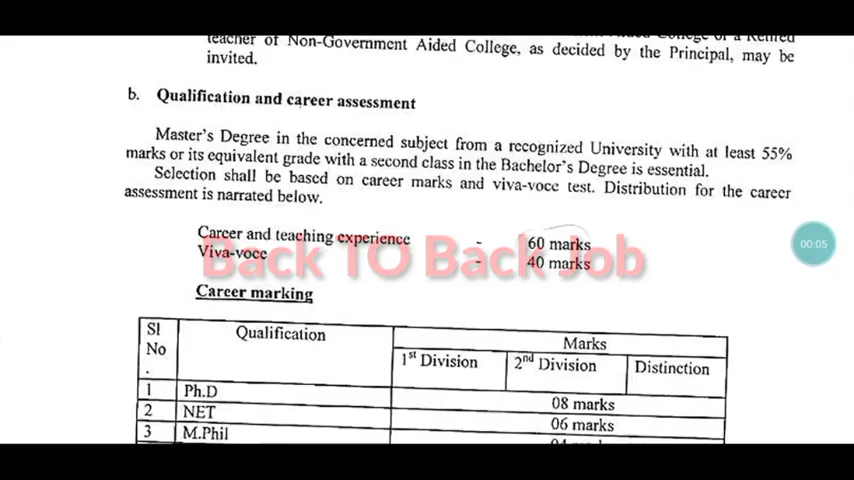 teacher of Non-Government Aided College, as decided by the Principal, may be
invited.
b. Qualification and career assessment
Master's Degree in the concerned subject from a recognized University with at least 55%
marks or its equivalent grade with a second class in the Bachelor's Degree is essential.
Selection shall be based on career marks and viva-voce test. Distribution for the career
assessment is narrated below.
Career and teaching experience - 60 marks
Viva-voce - 40 marks
Back TO Back Job
00:05
Career marking
Sl No . Qualification Marks
1st Division 2nd Division Distinction
1 Ph.D 08 marks
2 NET 06 marks
3 M.Phil